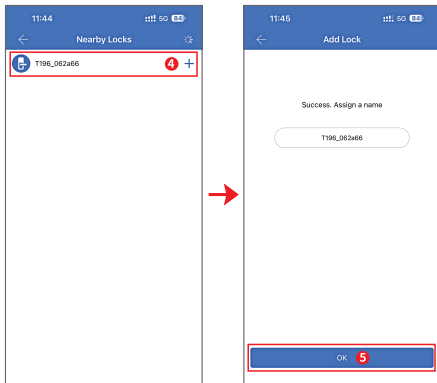 11:44
5G 84
Nearby Locks
T196_062a66
4
11:45
5G 84
Add Lock
Success. Assign a name
T196_062a66
OK 5